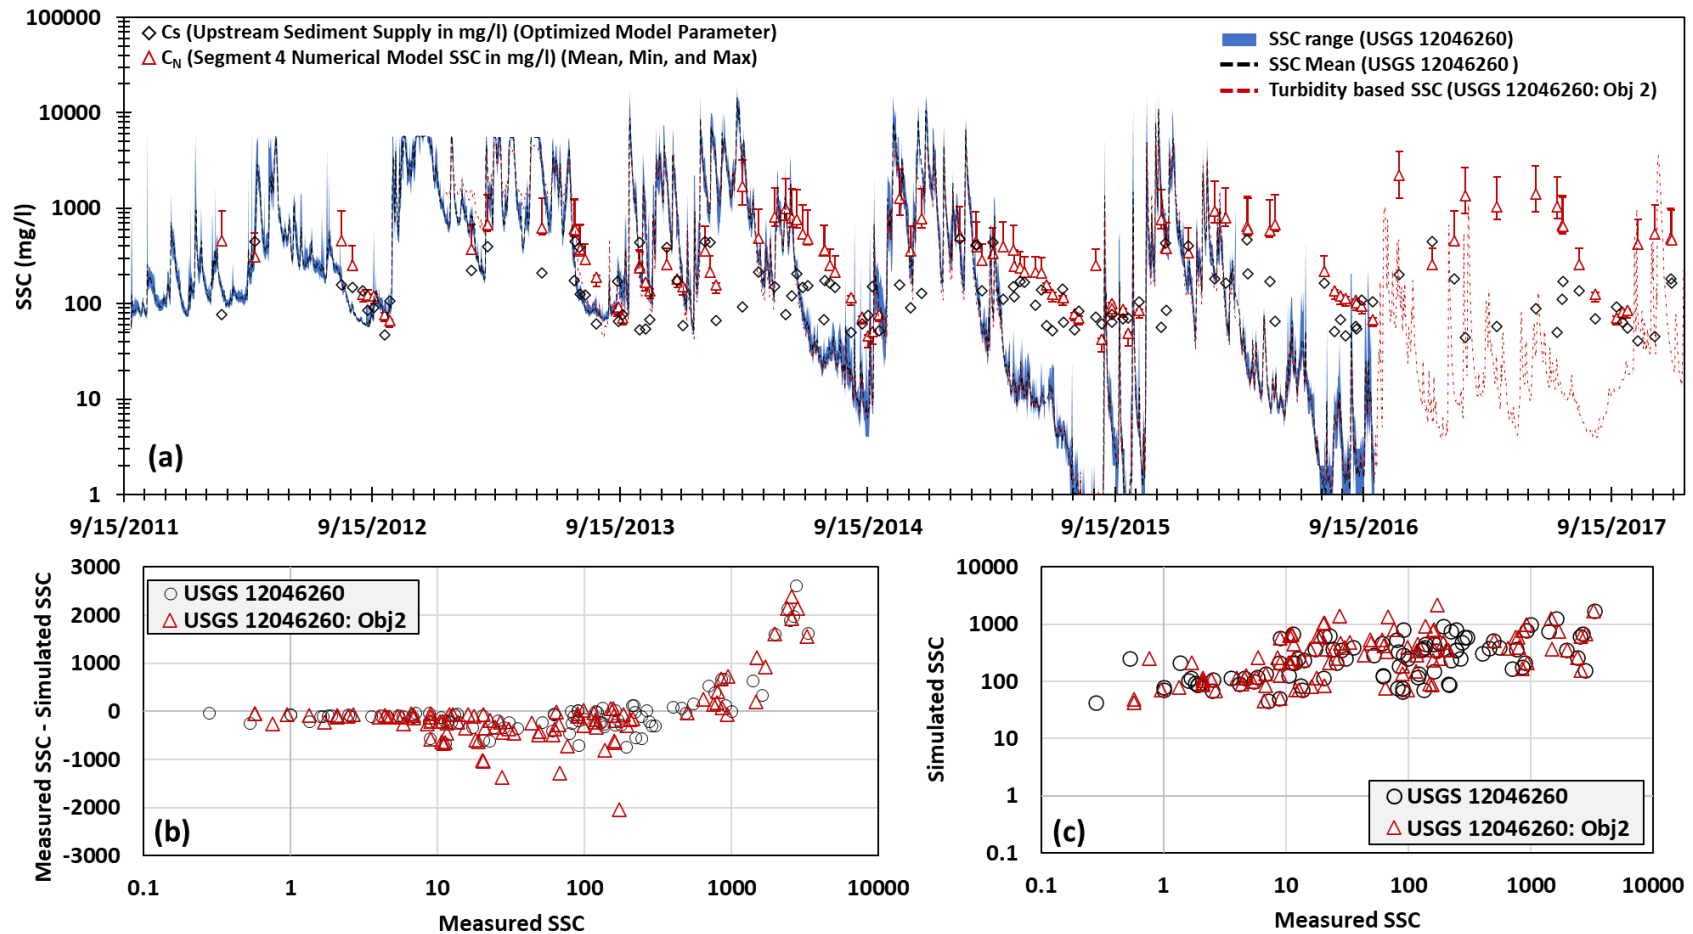 100000
10000
1000
100
10
1
SSC (mg/l)
Cs (Upstream Sediment Supply in mg/l) (Optimized Model Parameter)
CN (Segment 4 Numerical Model SSC in mg/l) (Mean, Min, and Max)
SSC range (USGS 12046260)
SSC Mean (USGS 12046260 )
Turbidity based SSC (USGS 12046260: Obj 2)
(a)
9/15/2011 9/15/2012 9/15/2013 9/15/2014 9/15/2015 9/15/2016 9/15/2017
3000
2000
1000
0
-1000
-2000
-3000
Measured SSC - Simulated SSC
USGS 12046260
USGS 12046260: Obj2
(b)
0.1 1 10 100 1000 10000
Measured SSC
10000
1000
100
10
1
0.1
Simulated SSC
USGS 12046260
USGS 12046260: Obj2
(c)
0.1 1 10 100 1000 10000
Measured SSC